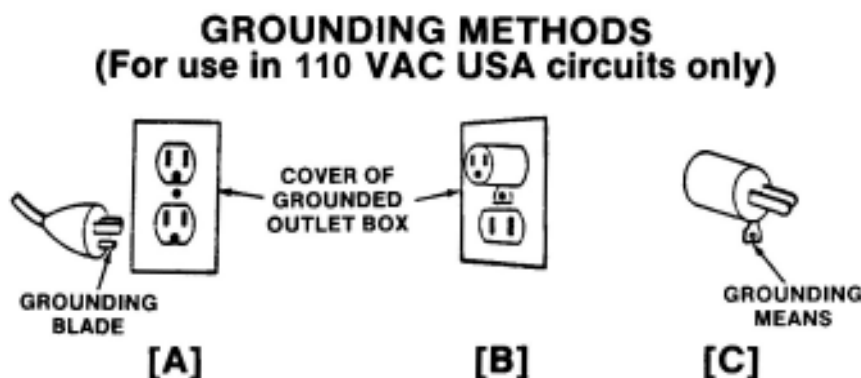 GROUNDING METHODS
(For use in 110 VAC USA circuits only)
COVER OF
GROUNDED
OUTLET BOX
GROUNDING
BLADE
GROUNDING
MEANS
[A]
[B]
[C]